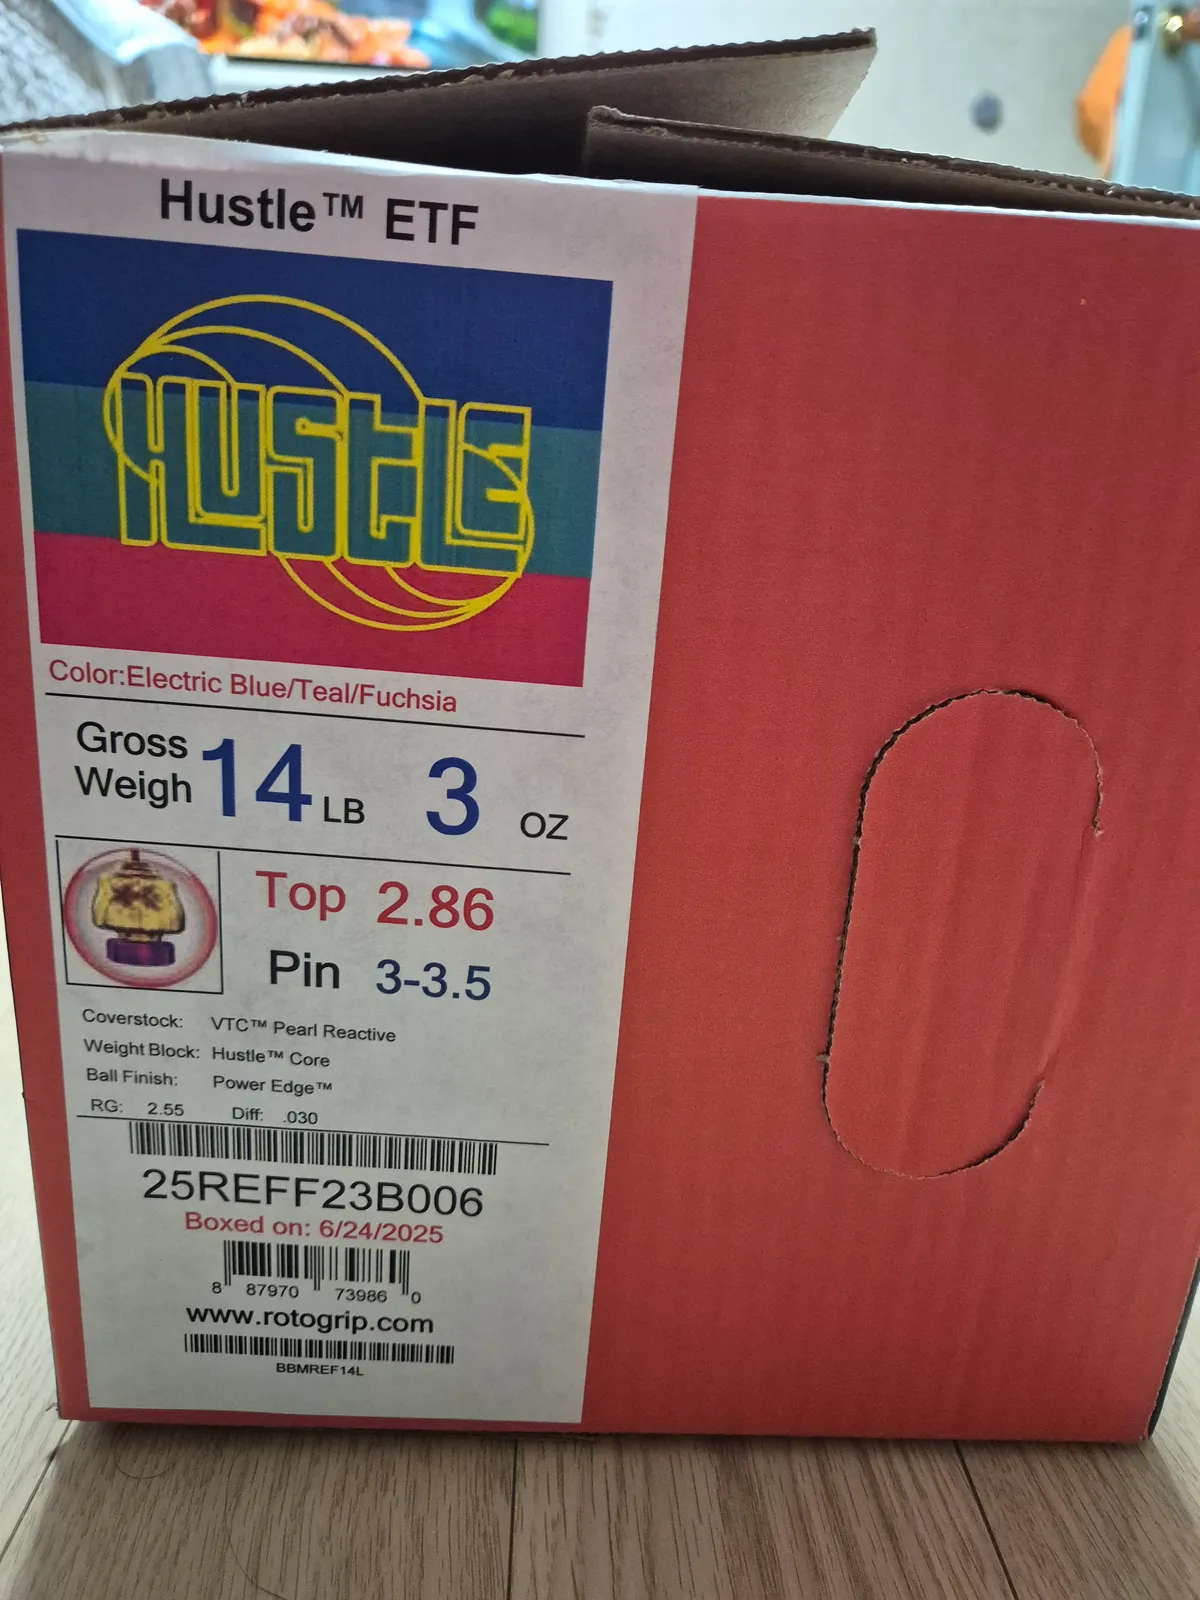 Hustle™ ETF
HUSTLE
Color:Electric Blue/Teal/Fuchsia
Gross
Weigh 14 LB 3 OZ
Top 2.86
Pin 3-3.5
Coverstock: VTC™ Pearl Reactive
Weight Block: Hustle™ Core
Ball Finish: Power Edge™
RG: 2.55 Diff: .030
25REFF23B006
Boxed on: 6/24/2025
8 87970 73986 0
www.rotogrip.com
BBMREF14L